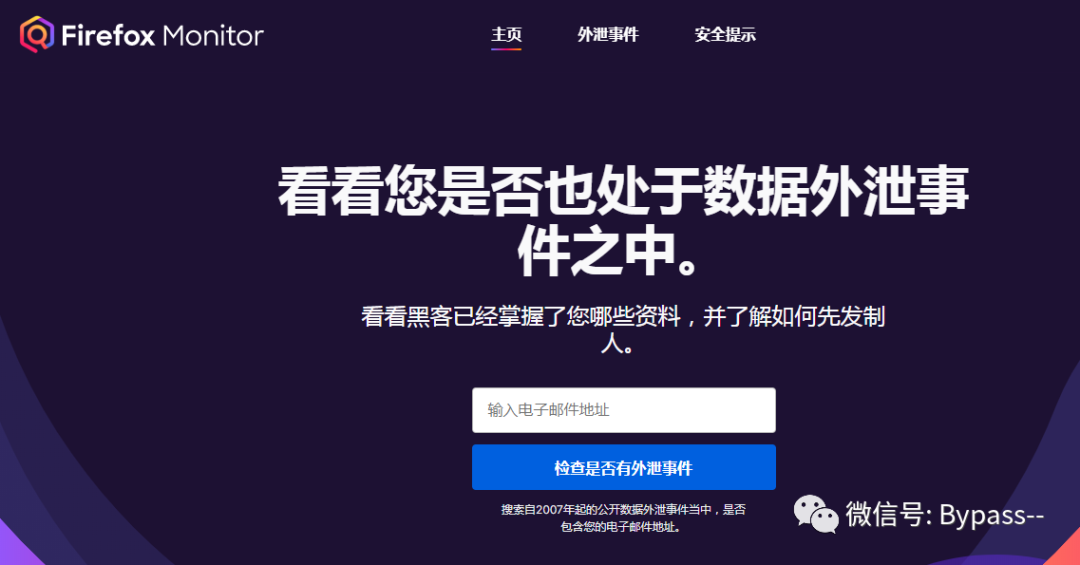 Firefox Monitor
主页 外泄事件 安全提示
看看您是否也处于数据外泄事
件之中。
看看黑客已经掌握了您哪些资料，并了解如何先发制
人。
输入电子邮件地址
检查是否有外泄事件
搜索自2007年起的公开数据外泄事件当中，是否
包含您的电子邮件地址。
微信号: Bypass--